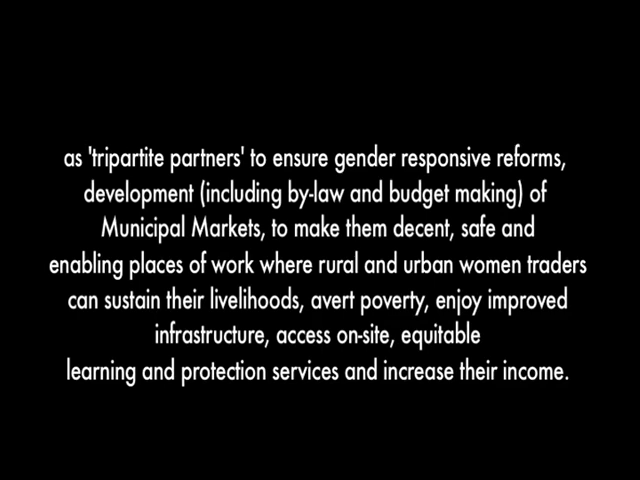 as 'tripartite partners' to ensure gender responsive reforms,
development (including by-law and budget making) of
Municipal Markets, to make them decent, safe and
enabling places of work where rural and urban women traders
can sustain their livelihoods, avert poverty, enjoy improved
infrastructure, access on-site, equitable
learning and protection services and increase their income.